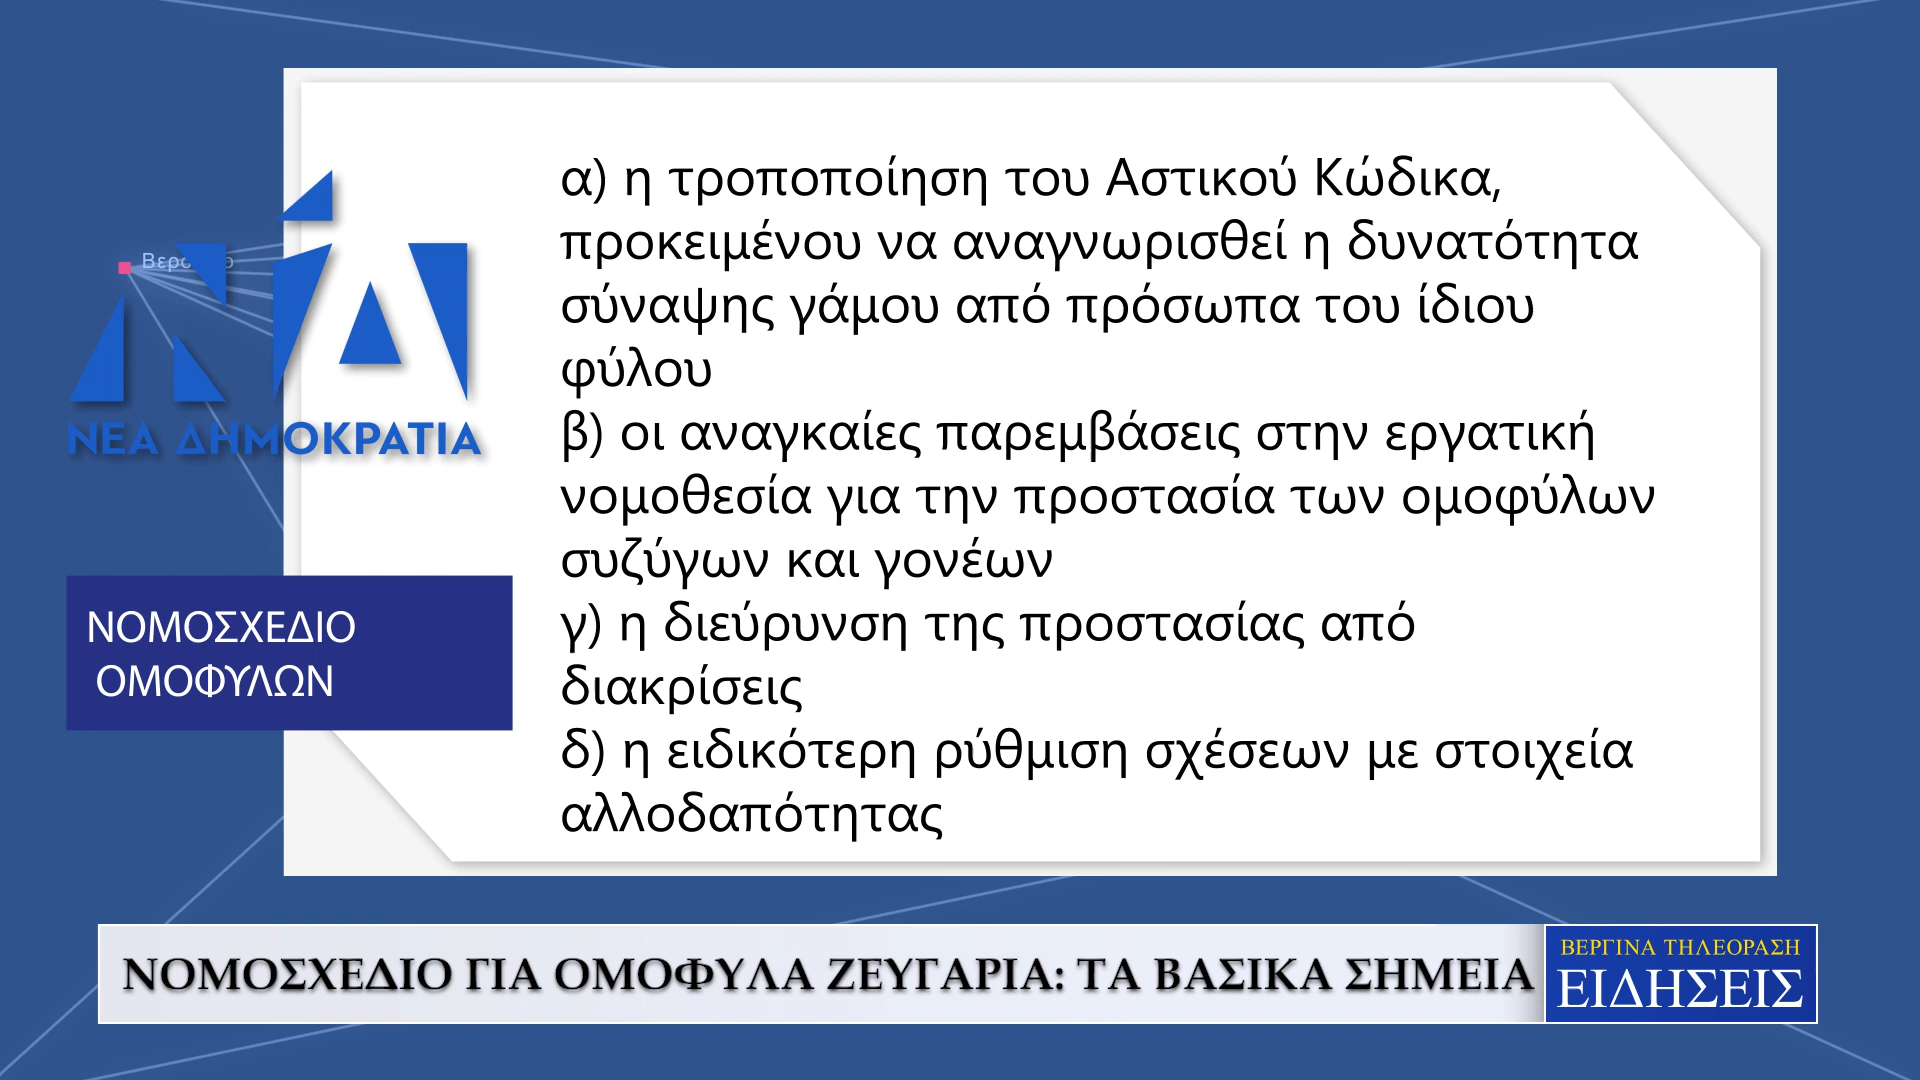 α) η τροποποίηση του Αστικού Κώδικα,
προκειμένου να αναγνωρισθεί η δυνατότητα
σύναψης γάμου από πρόσωπα του ίδιου
φύλου
β) οι αναγκαίες παρεμβάσεις στην εργατική
νομοθεσία για την προστασία των ομοφύλων
συζύγων και γονέων
γ) η διεύρυνση της προστασίας από
διακρίσεις
δ) η ειδικότερη ρύθμιση σχέσεων με στοιχεία
αλλοδαπότητας
ΝΕΑ ΔΗΜΟΚΡΑΤΙΑ
ΝΟΜΟΣΧΕΔΙΟ
ΟΜΟΦΥΛΩΝ
ΝΟΜΟΣΧΕΔΙΟ ΓΙΑ ΟΜΟΦΥΛΑ ΖΕΥΓΑΡΙΑ: ΤΑ ΒΑΣΙΚΑ ΣΗΜΕΙΑ
ΒΕΡΓΙΝΑ ΤΗΛΕΟΡΑΣΗ
ΕΙΔΗΣΕΙΣ